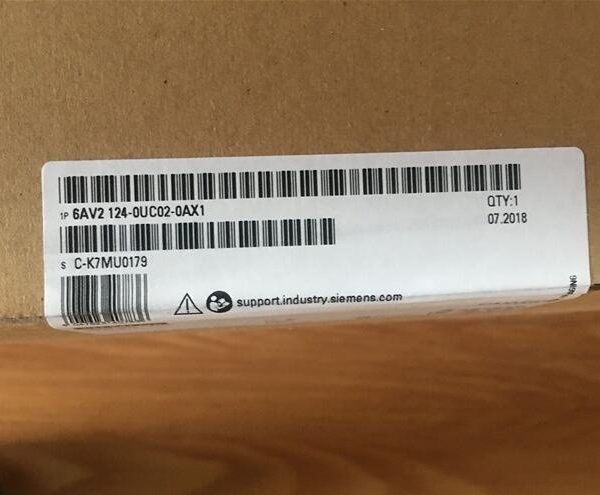 1P 6AV2 124-0UC02-0AX1
QTY:1
07.2018
S C-K7MU0179
support.industry.siemens.com